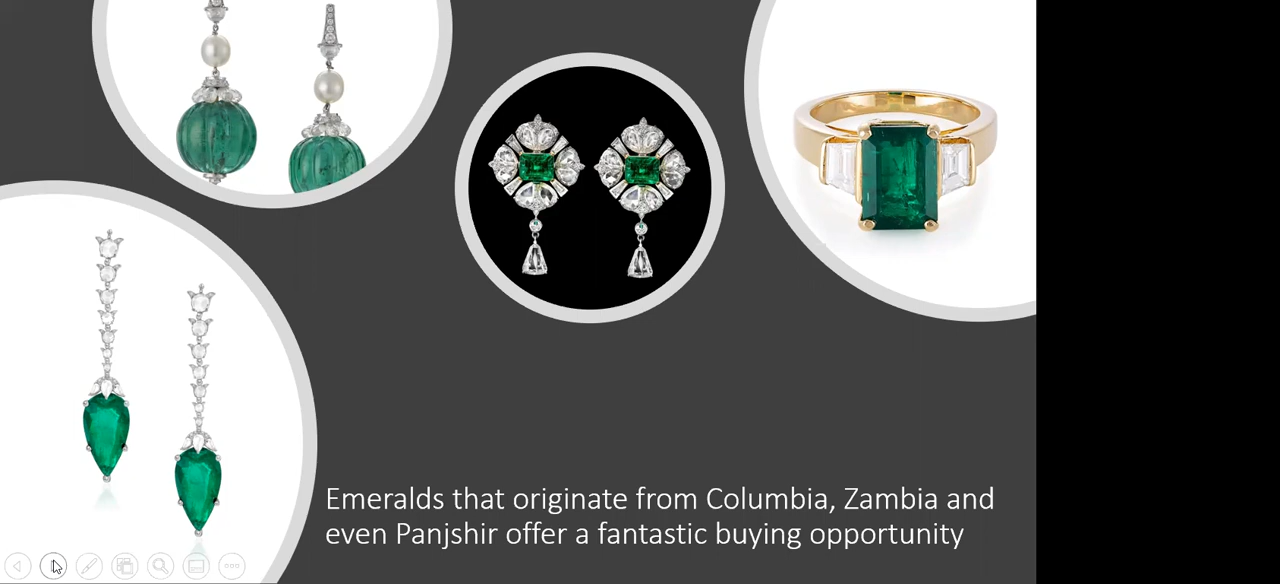 Emeralds that originate from Columbia, Zambia and
even Panjshir offer a fantastic buying opportunity